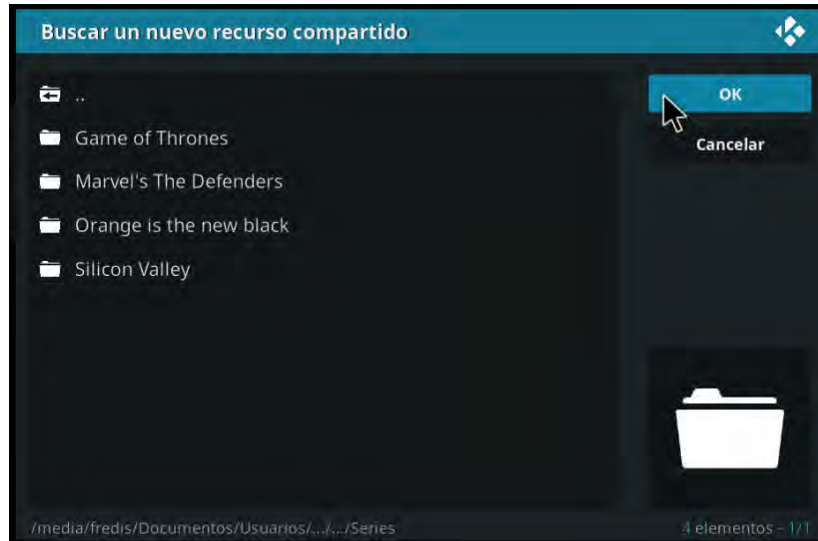 Buscar un nuevo recurso compartido
..
OK
Game of Thrones
Cancelar
Marvel's The Defenders
Orange is the new black
Silicon Valley
/media/fredis/Documentos/Usuarios/.../.../Series
4 elementos - 1/1